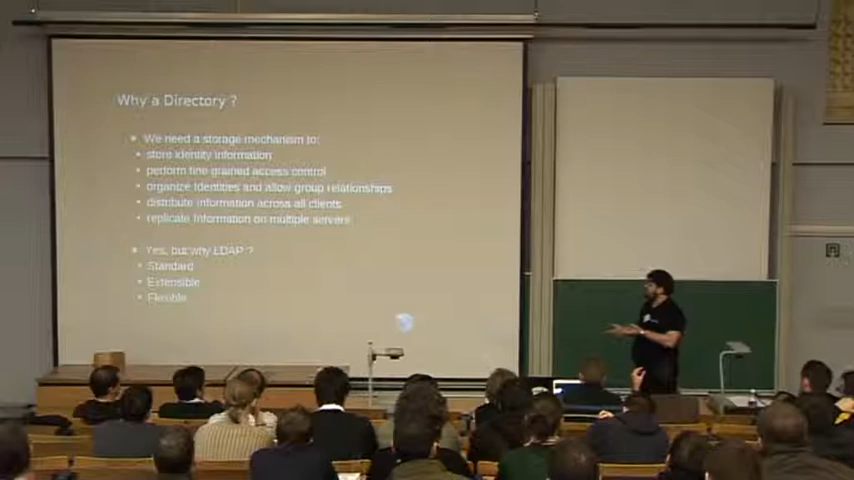 Why a Directory ?
We need a storage mechanism to:
store identity information
perform fine grained access control
organize identities and allow group relationships
distribute information across all clients
replicate information on multiple servers
Yes, but why LDAP ?
Standard
Extensible
Flexible